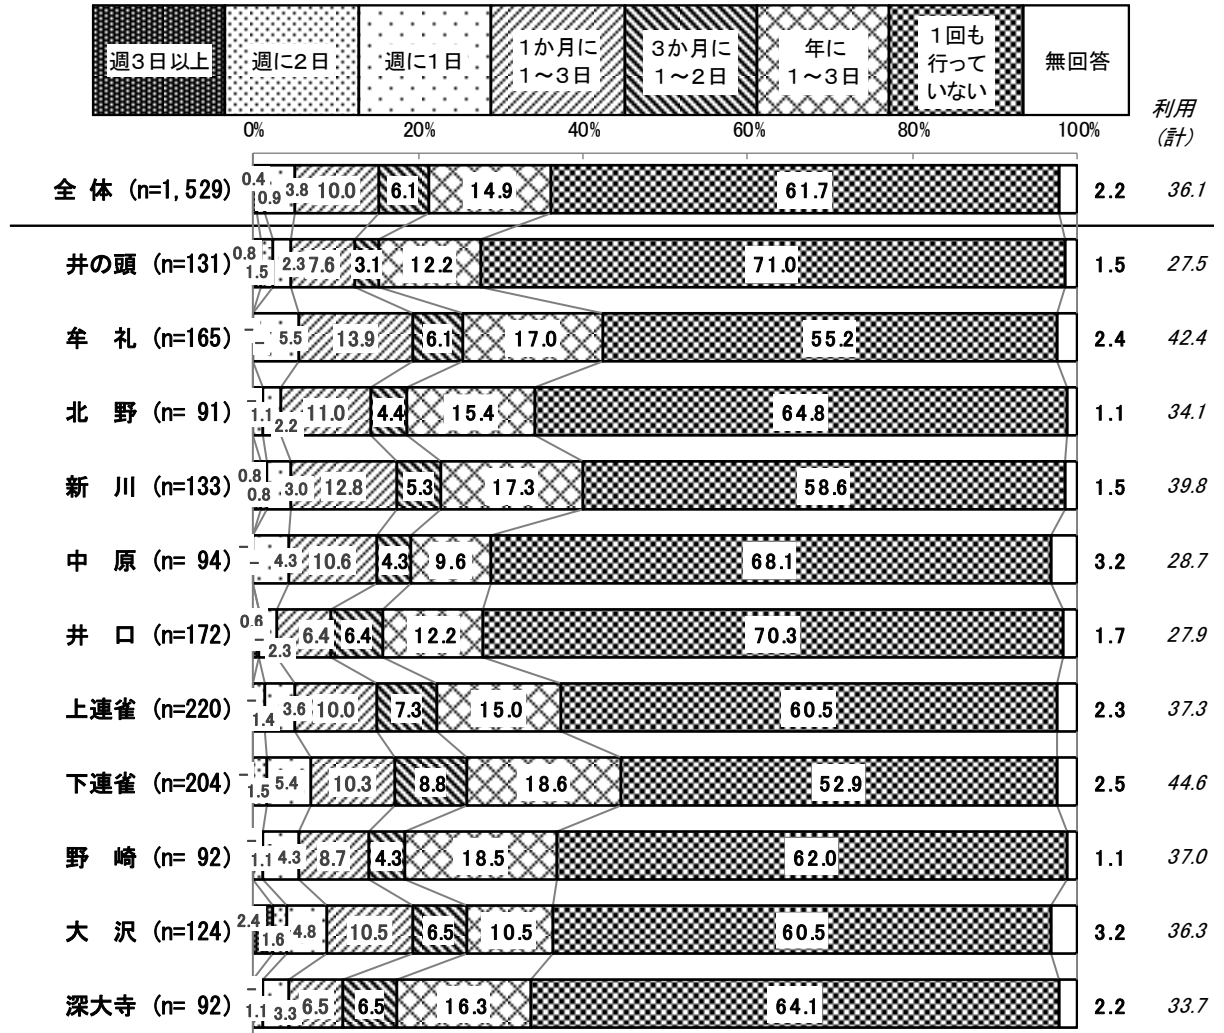 週3日以上
週に2日
週に1日
1か月に
1~3日
3か月に
1~2日
年に
1~3日
1回も
行って
いない
無回答
利用
(計)
0% 20% 40% 60% 80% 100%
全 体 (n=1,529) 0.4 0.9 3.8 10.0 6.1 14.9 61.7 2.2 36.1
井の頭 (n=131) 0.8 1.5 2.3 7.6 3.1 12.2 71.0 1.5 27.5
牟 礼 (n=165) − − 5.5 13.9 6.1 17.0 55.2 2.4 42.4
北 野 (n= 91) − 1.1 2.2 11.0 4.4 15.4 64.8 1.1 34.1
新 川 (n=133) 0.8 0.8 3.0 12.8 5.3 17.3 58.6 1.5 39.8
中 原 (n= 94) − − 4.3 10.6 4.3 9.6 68.1 3.2 28.7
井 口 (n=172) 0.6 − 2.3 6.4 6.4 12.2 70.3 1.7 27.9
上連雀 (n=220) − 1.4 3.6 10.0 7.3 15.0 60.5 2.3 37.3
下連雀 (n=204) − 1.5 5.4 10.3 8.8 18.6 52.9 2.5 44.6
野 崎 (n= 92) − 1.1 4.3 8.7 4.3 18.5 62.0 1.1 37.0
大 沢 (n=124) 2.4 1.6 4.8 10.5 6.5 10.5 60.5 3.2 36.3
深大寺 (n= 92) − 1.1 3.3 6.5 6.5 16.3 64.1 2.2 33.7